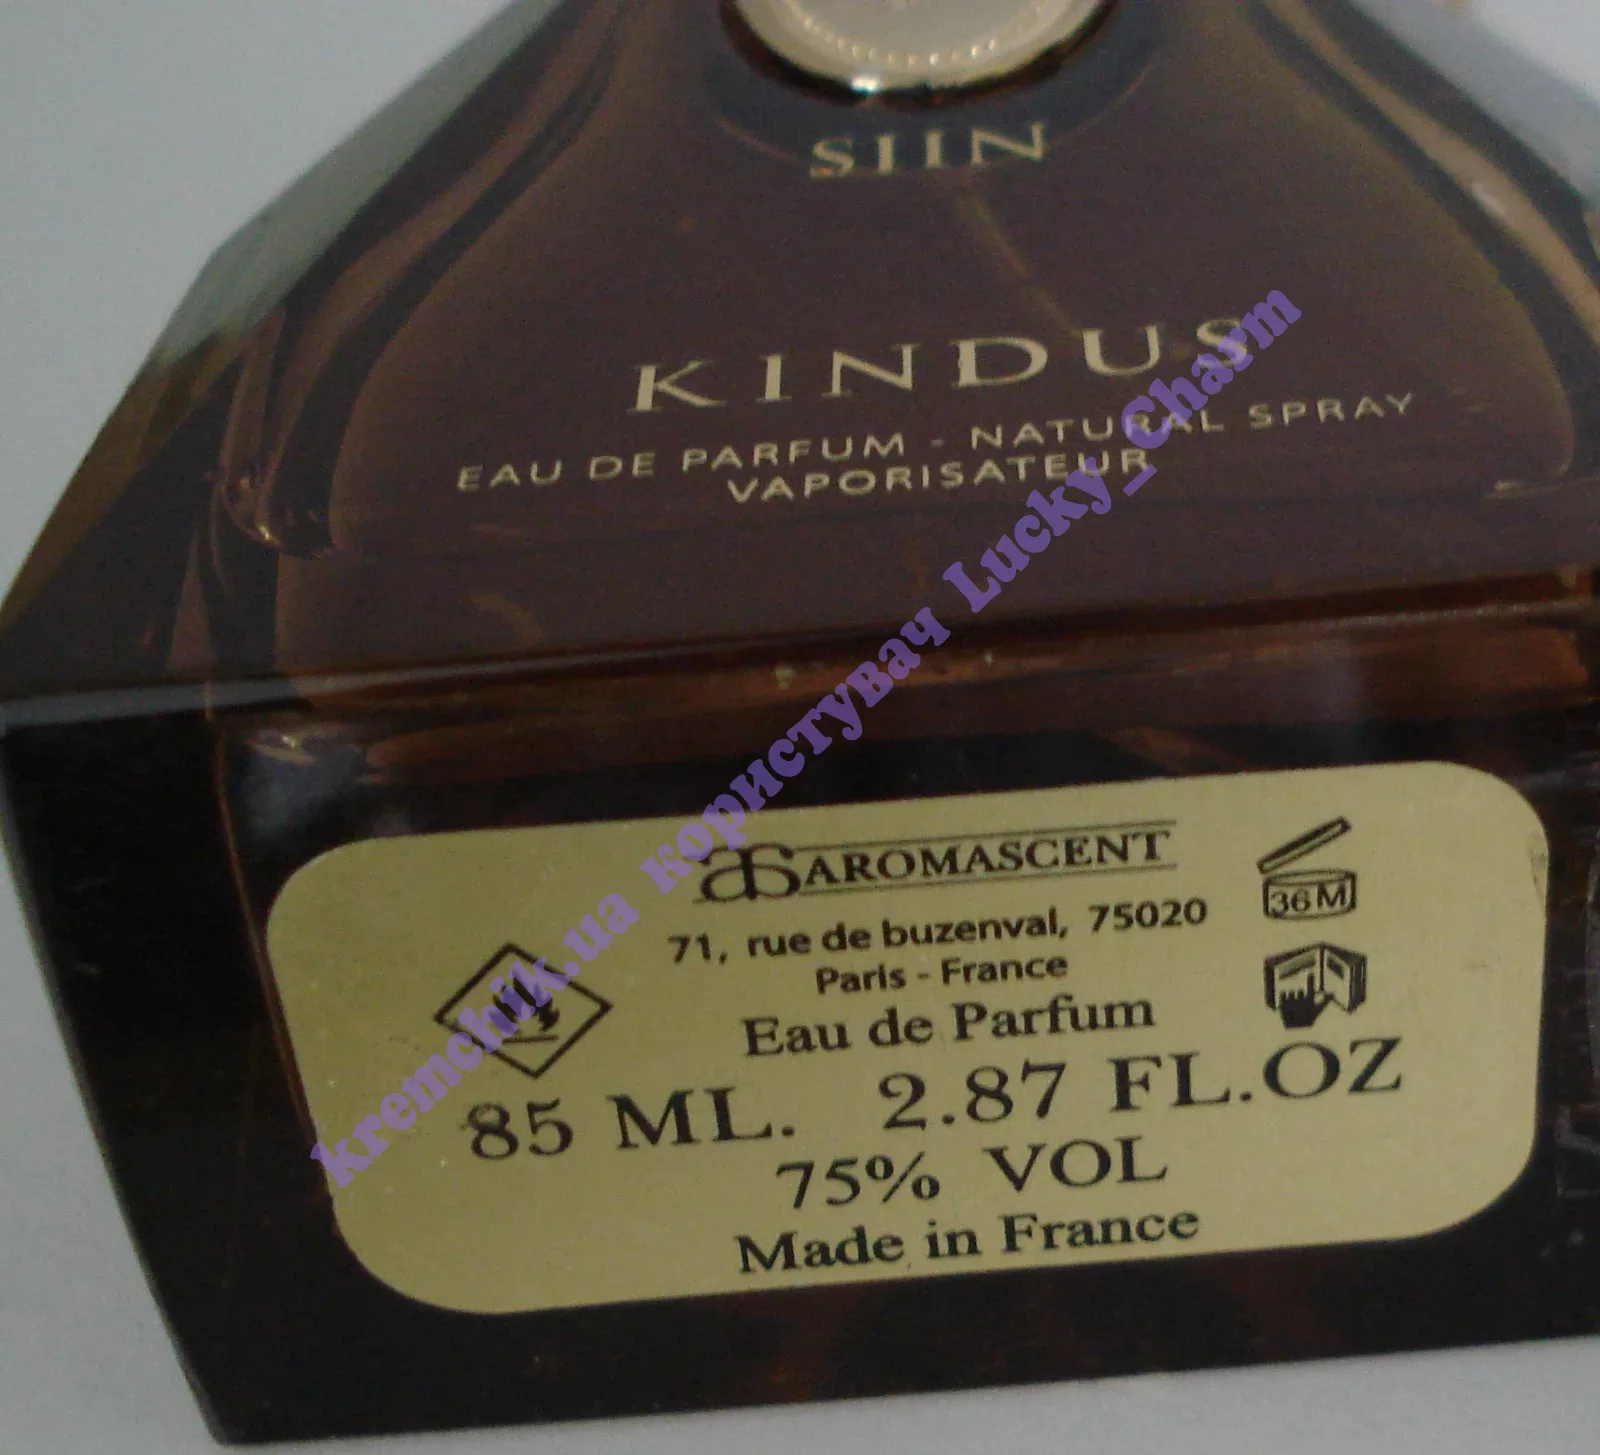 SIIN
KINDUS
EAU DE PARFUM - NATURAL SPRAY
VAPORISATEUR
kremchik.ua користувач Lucky_Charm
as AROMASCENT
71, rue de buzenval, 75020
Paris - France
36M
Eau de Parfum
85 ML. 2.87 FL.OZ
75% VOL
Made in France